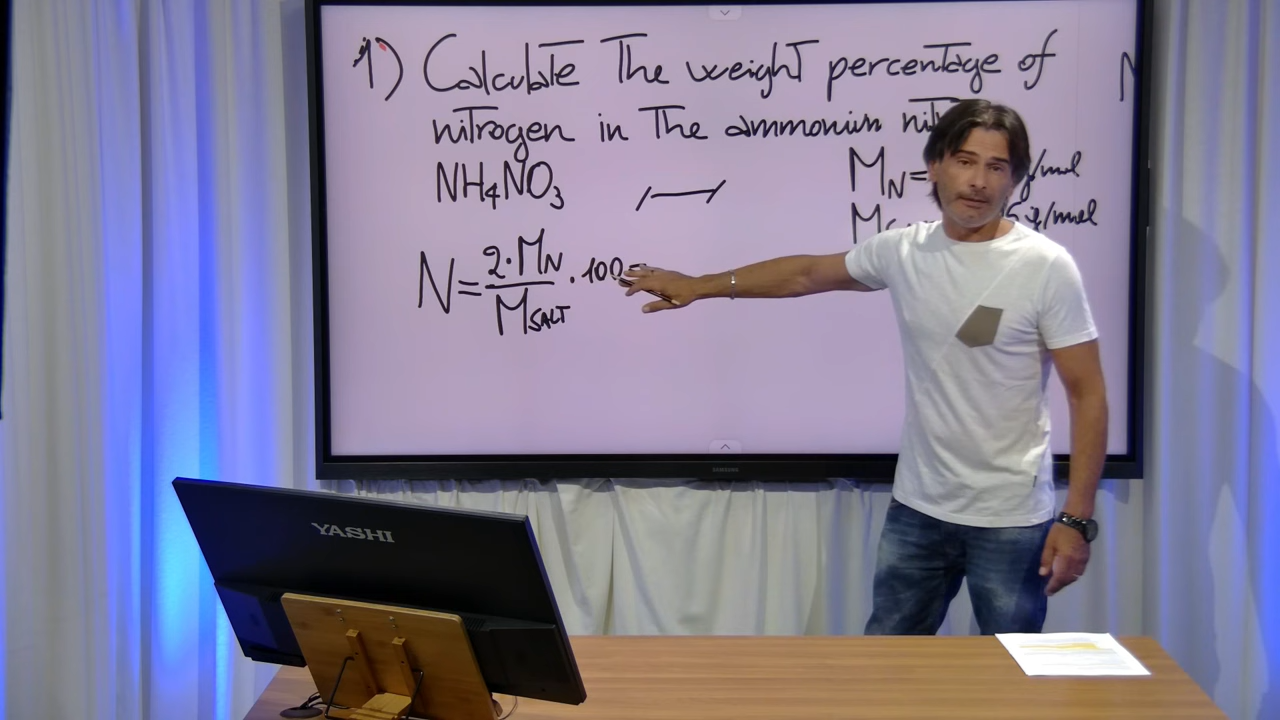 1) Calculate The weight percentage of
nitrogen in The ammonium
NH4NO3
MN= g/mol
g/mol
N= 2·MN / MSALT · 100
SAMSUNG
YASHI